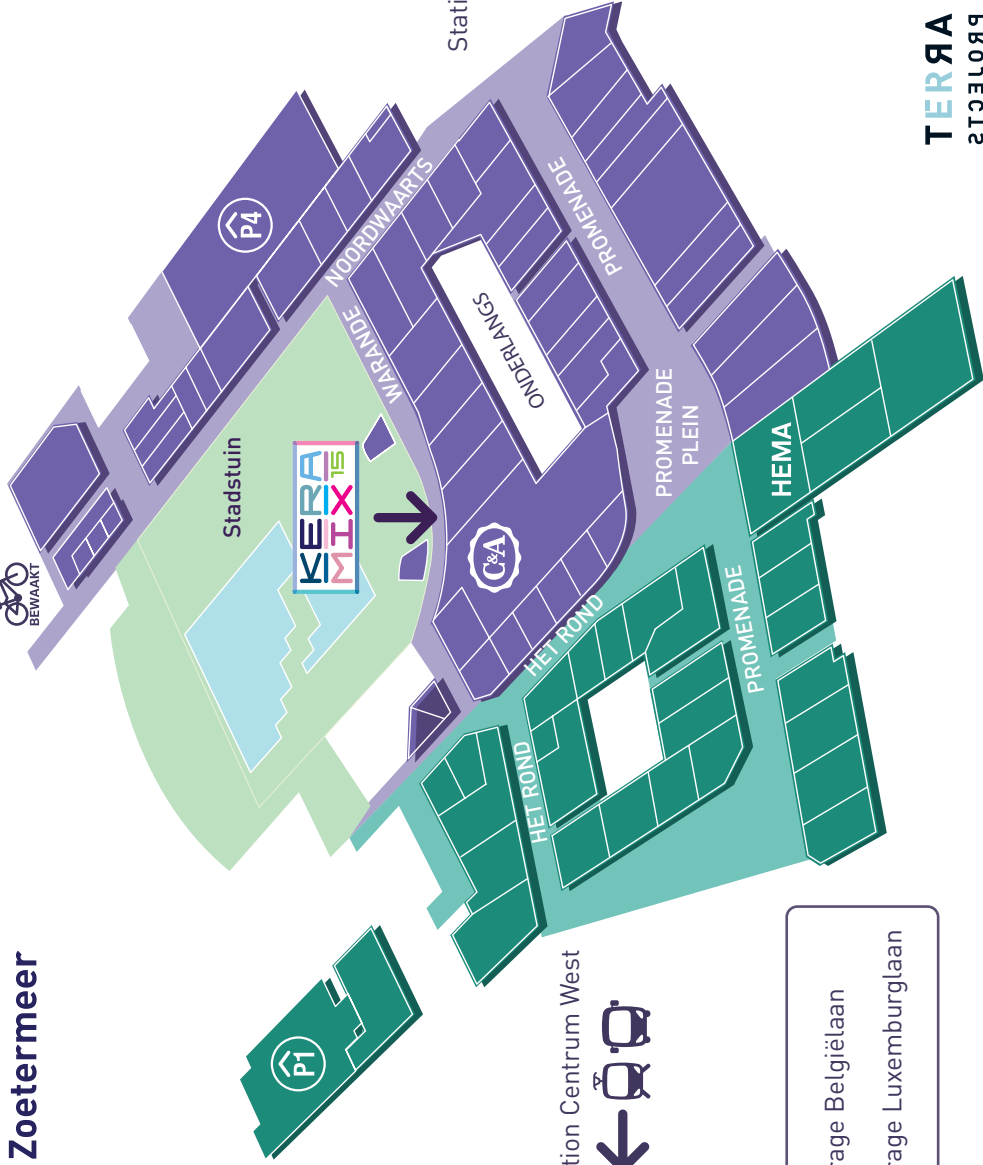 Zoetermeer
BEWAAKT
P4
P1
Stadstuin
KERA
MIX 15
NOORDWAARTS
WARANDE
ONDERLANGS
C&A
PROMENADE
PROMENADE
PLEIN
HEMA
HET ROND
HET ROND
PROMENADE
Stati
tion Centrum West
rage Belgiëlaan
rage Luxemburglaan
TERRA
PROJECTS